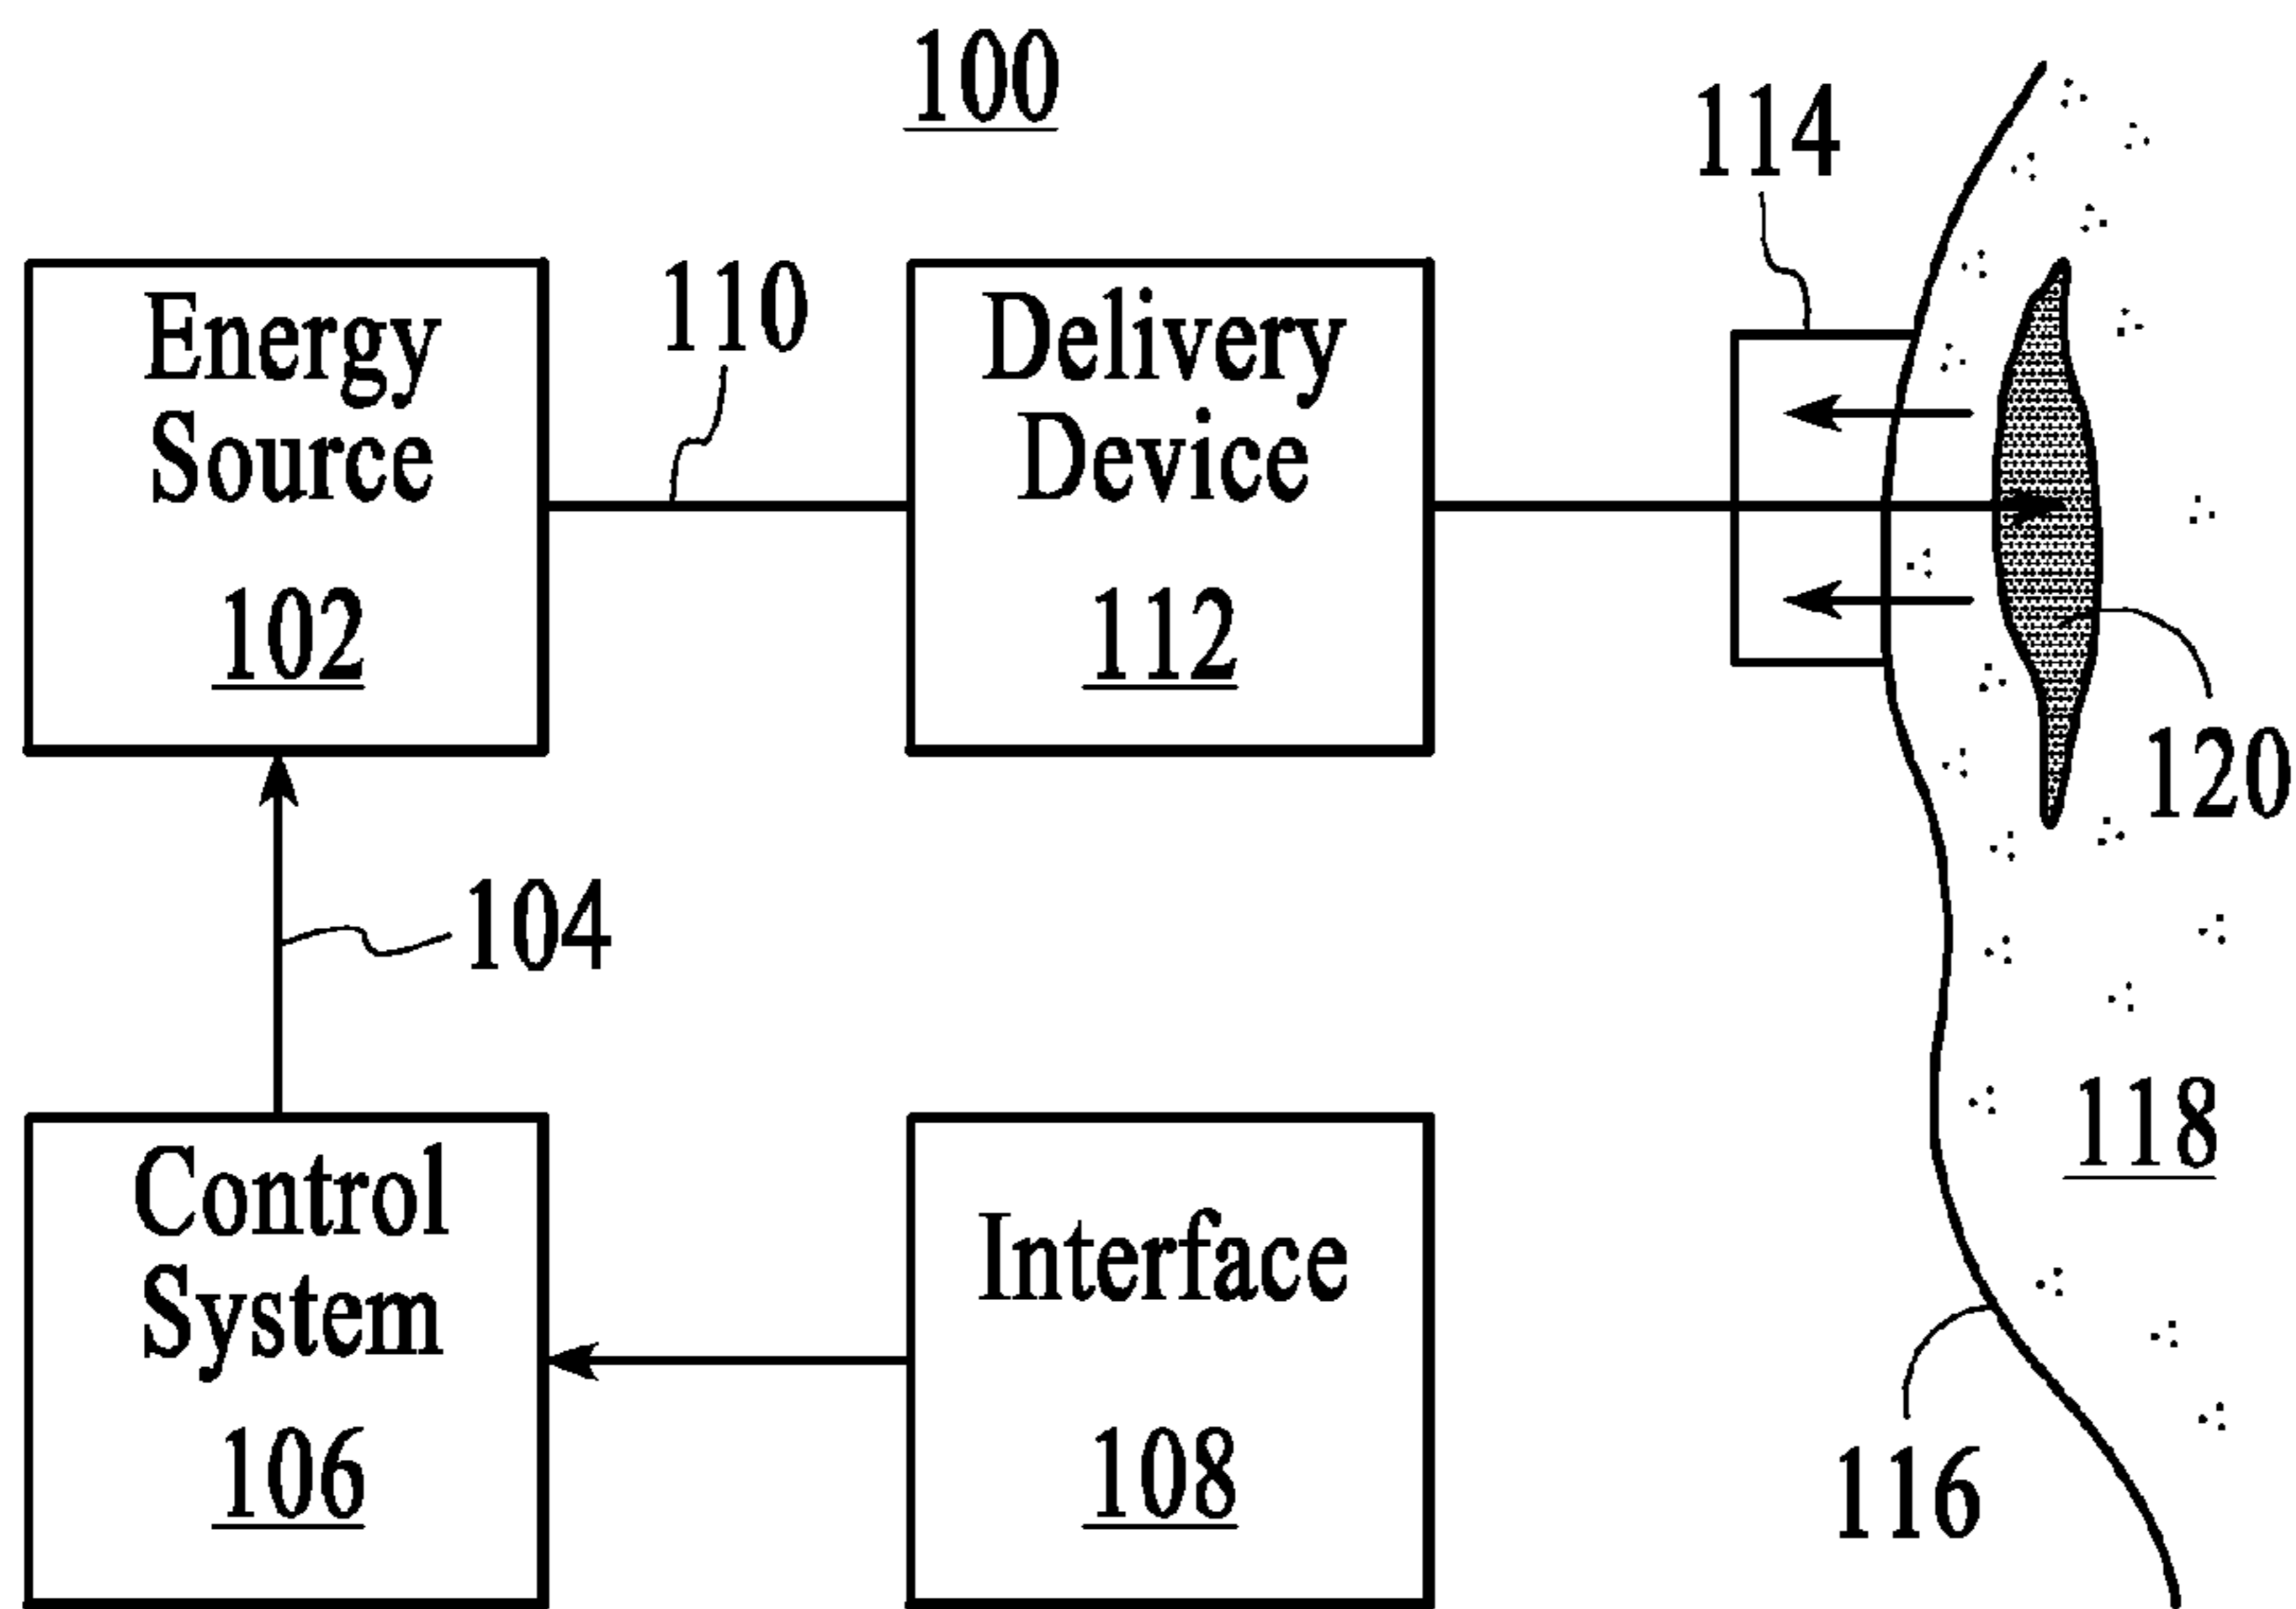 100
114
Energy
Source
102
110
Delivery
Device
112
120
104
Control
System
106
Interface
108
118
116